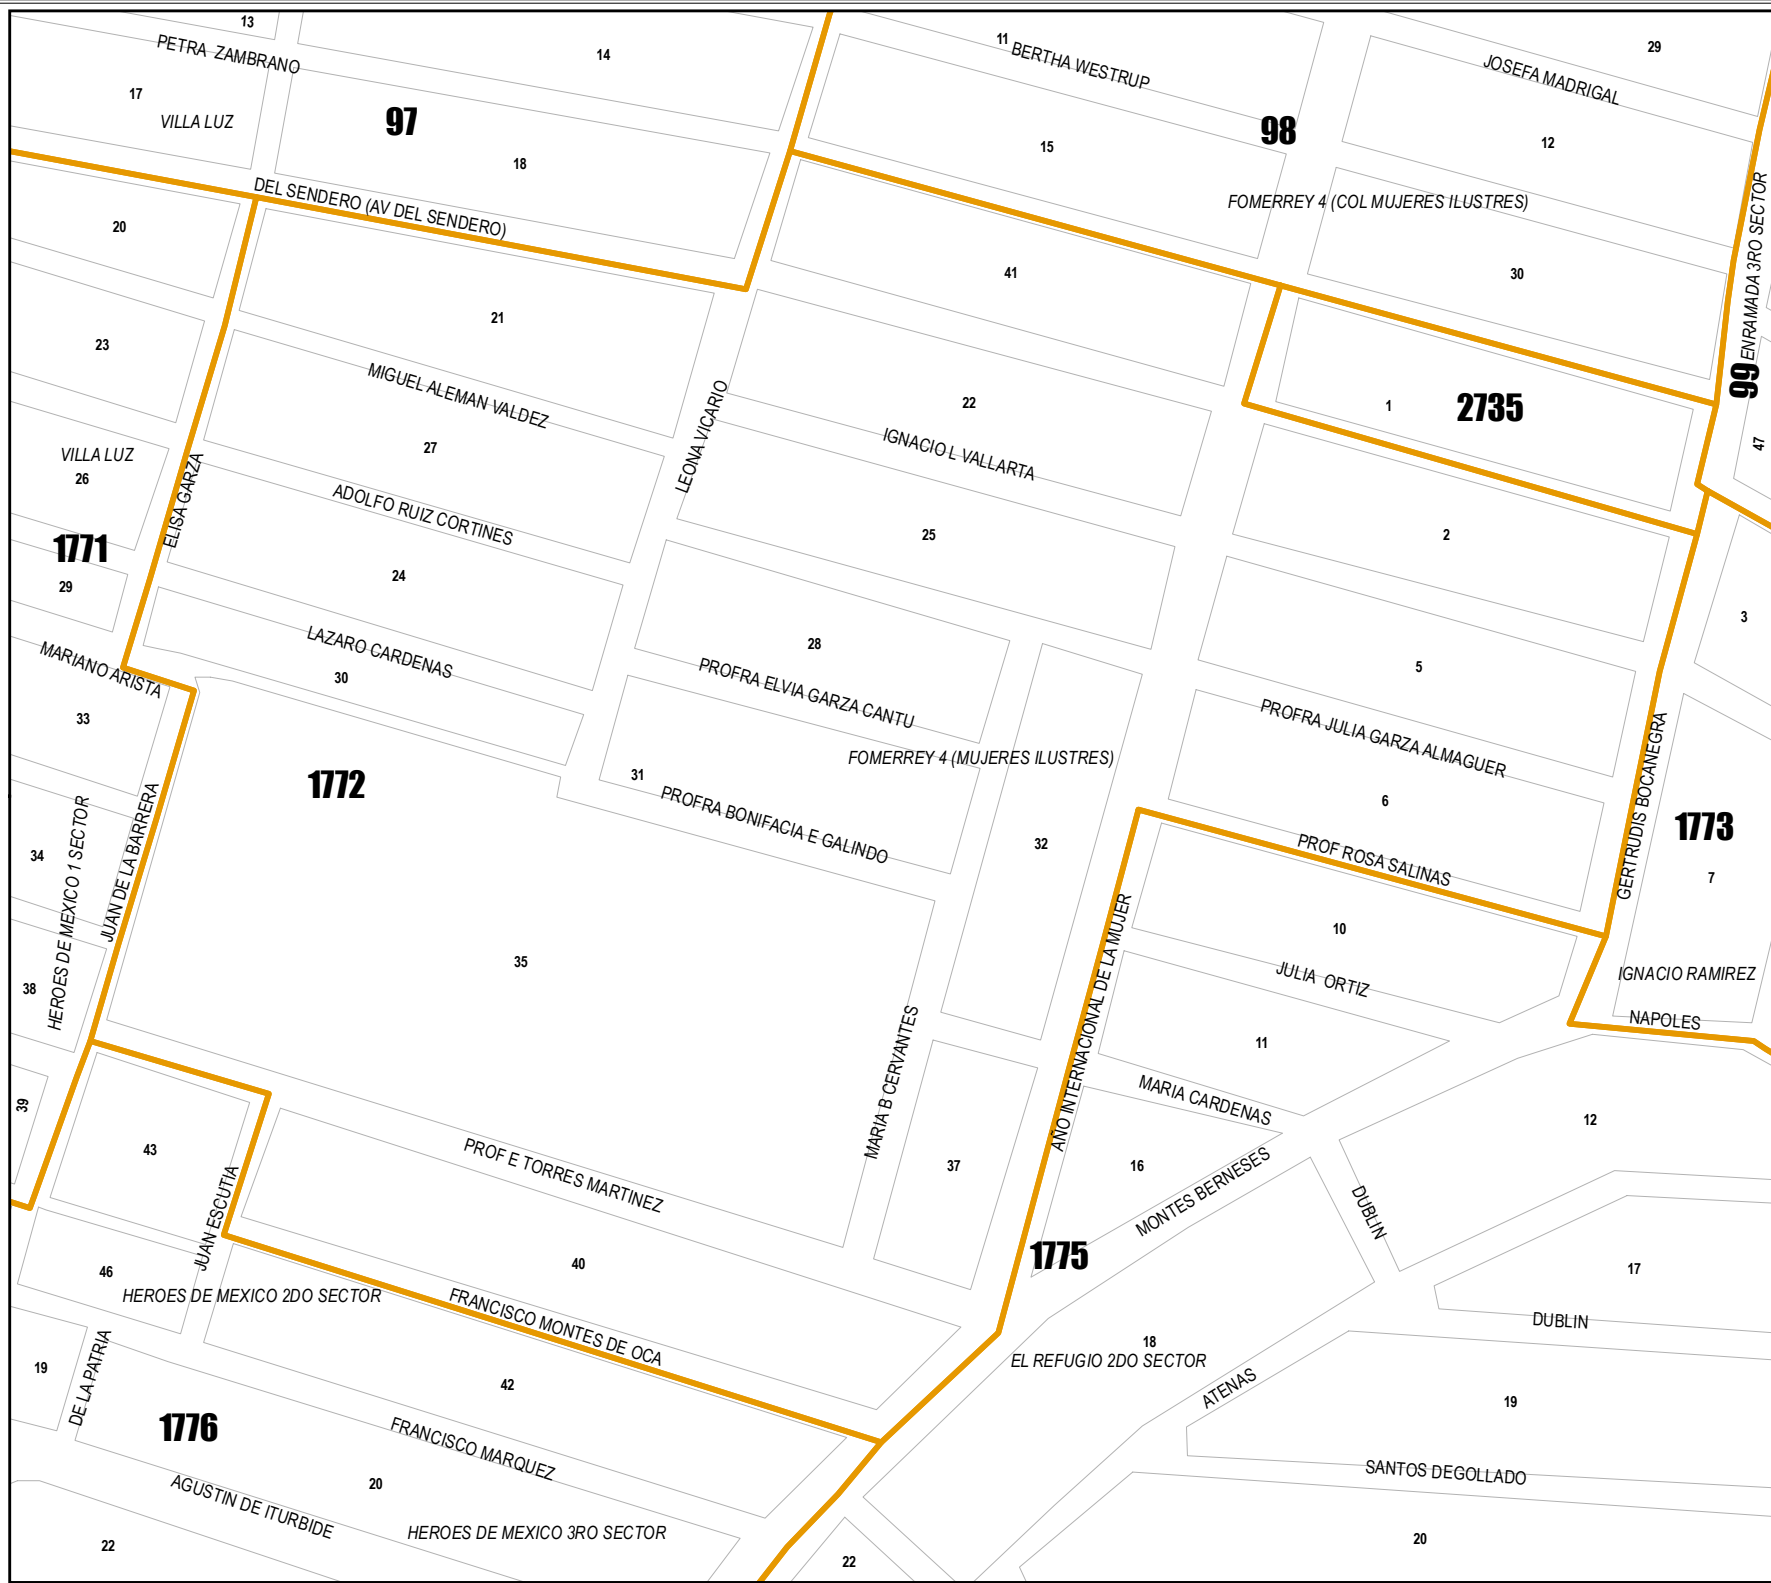 13
14
11
29
PETRA ZAMBRANO
BERTHA WESTRUP
JOSEFA MADRIGAL
17
VILLA LUZ
97
98
15
12
18
DEL SENDERO (AV DEL SENDERO)
FOMERREY 4 (COL MUJERES ILUSTRES)
ENRAMADA 3RO SECTOR
20
41
30
21
23
99
MIGUEL ALEMAN VALDEZ
LEONA VICARIO
22
1
2735
IGNACIO L VALLARTA
47
27
VILLA LUZ
26
ELISA GARZA
ADOLFO RUIZ CORTINES
25
2
1771
24
29
3
28
LAZARO CARDENAS
MARIANO ARISTA
30
PROFRA ELVIA GARZA CANTU
5
33
PROFRA JULIA GARZA ALMAGUER
GERTRUDIS BOCANEGRA
FOMERREY 4 (MUJERES ILUSTRES)
1772
31
PROFRA BONIFACIA E GALINDO
6
1773
JUAN DE LA BARRERA
HEROES DE MEXICO 1 SECTOR
34
32
PROF ROSA SALINAS
7
10
35
AÑO INTERNACIONAL DE LA MUJER
JULIA ORTIZ
IGNACIO RAMIREZ
38
NAPOLES
11
MARIA B CERVANTES
MARIA CARDENAS
39
12
43
PROF E TORRES MARTINEZ
37
16
MONTES BERNESES
DUBLIN
JUAN ESCUTIA
1775
46
40
17
HEROES DE MEXICO 2DO SECTOR
FRANCISCO MONTES DE OCA
DUBLIN
18
EL REFUGIO 2DO SECTOR
19
DE LA PATRIA
42
ATENAS
19
1776
FRANCISCO MARQUEZ
SANTOS DEGOLLADO
20
AGUSTIN DE ITURBIDE
HEROES DE MEXICO 3RO SECTOR
22
22
20